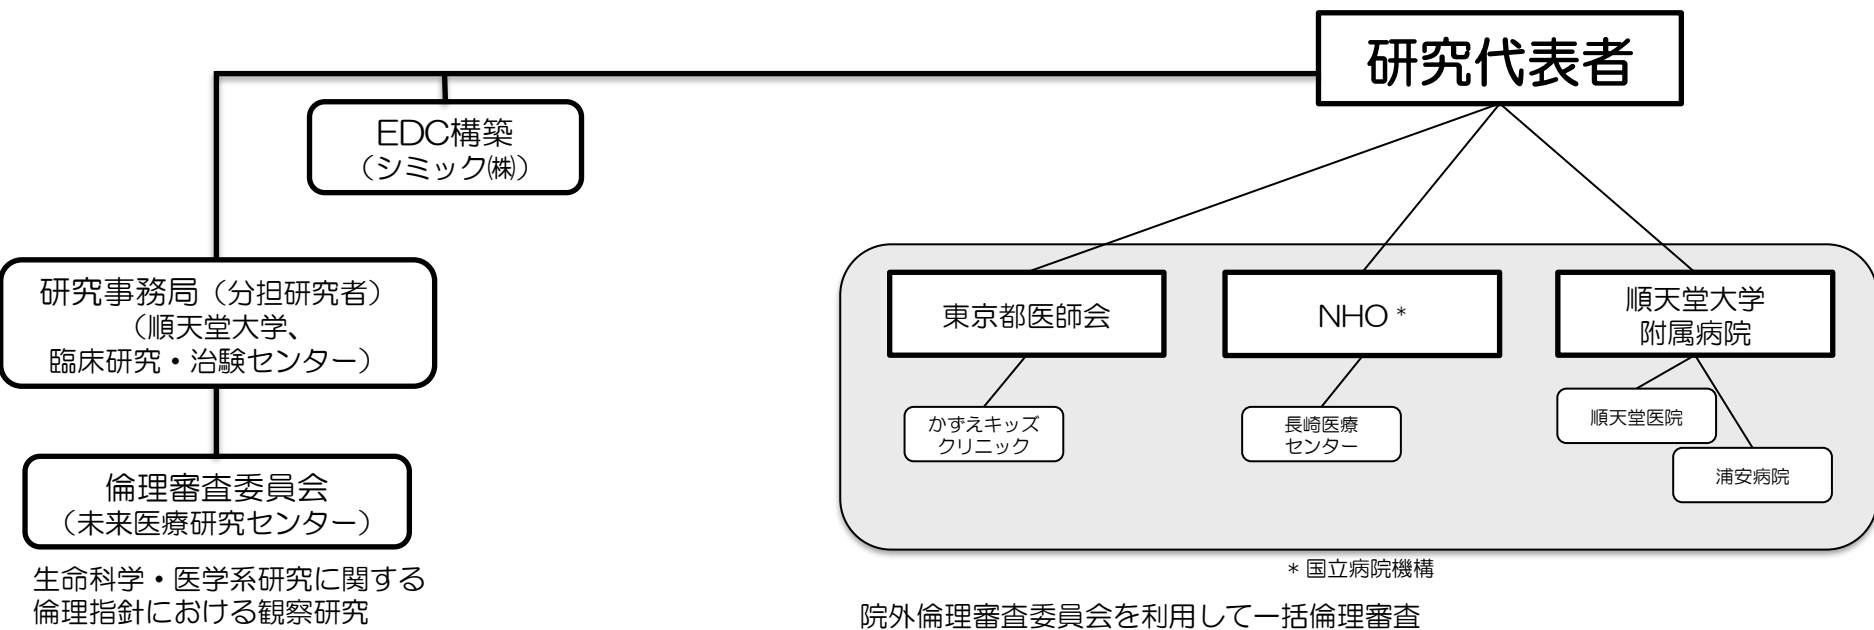 研究代表者
EDC構築
（シミック㈱）
研究事務局（分担研究者）
（順天堂大学、
臨床研究・治験センター）
倫理審査委員会
（未来医療研究センター）
生命科学・医学系研究に関する
倫理指針における観察研究
東京都医師会
NHO *
順天堂大学
附属病院
かずえキッズ
クリニック
長崎医療
センター
順天堂医院
浦安病院
* 国立病院機構
院外倫理審査委員会を利用して一括倫理審査